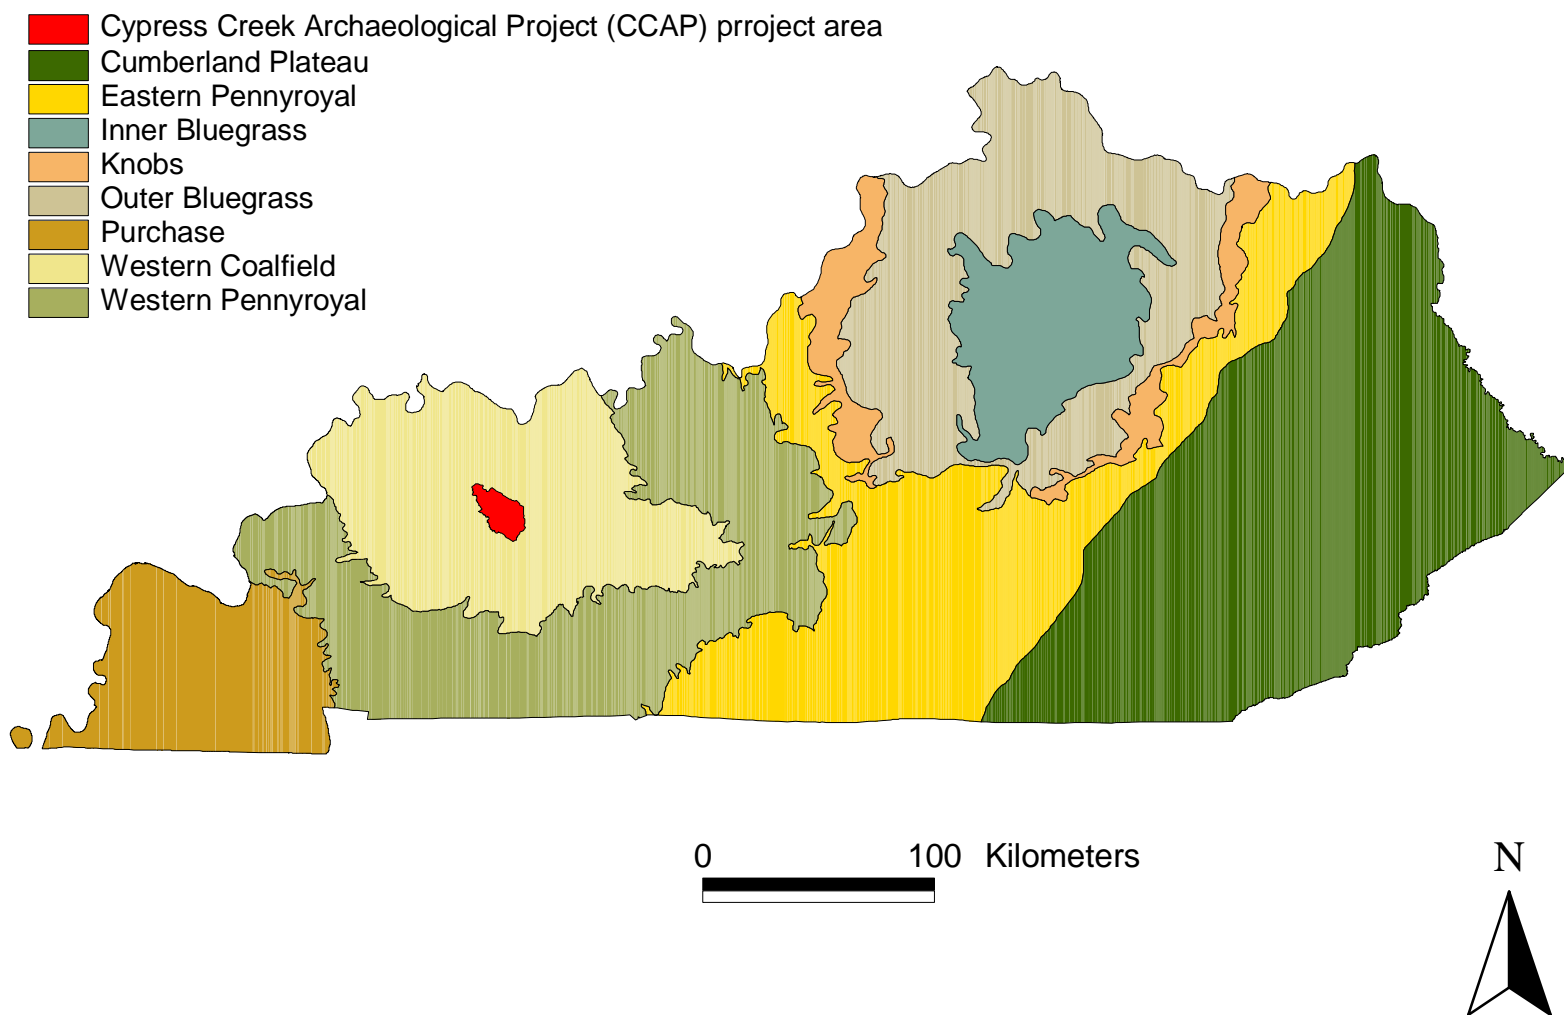 Cypress Creek Archaeological Project (CCAP) prroject area
Cumberland Plateau
Eastern Pennyroyal
Inner Bluegrass
Knobs
Outer Bluegrass
Purchase
Western Coalfield
Western Pennyroyal
0 100 Kilometers
N